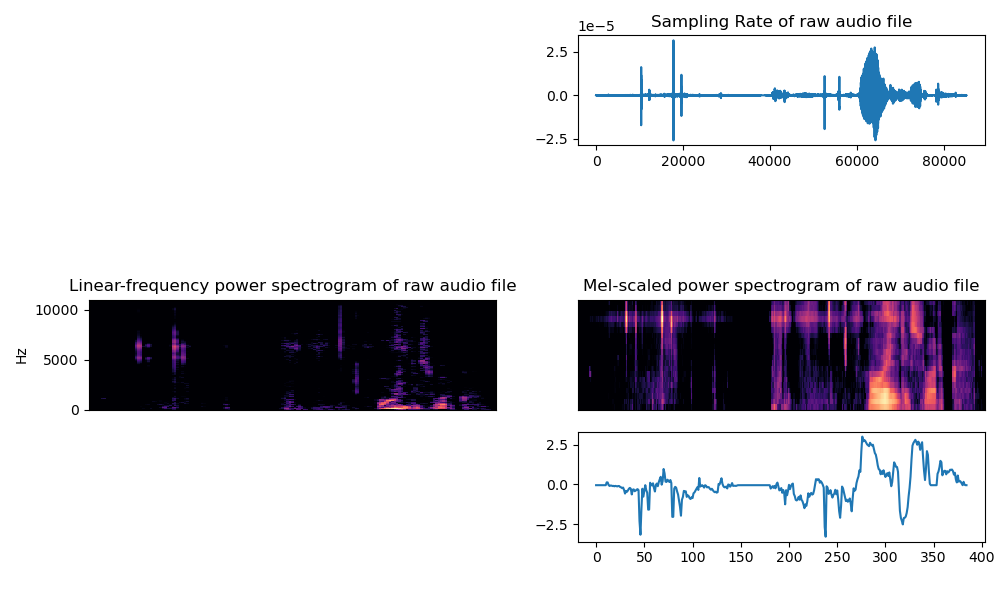 Sampling Rate of raw audio file
1e−5
2.5
0.0
−2.5
0 20000 40000 60000 80000
Linear-frequency power spectrogram of raw audio file
10000
5000
0
Hz
Mel-scaled power spectrogram of raw audio file
2.5
0.0
−2.5
0 50 100 150 200 250 300 350 400